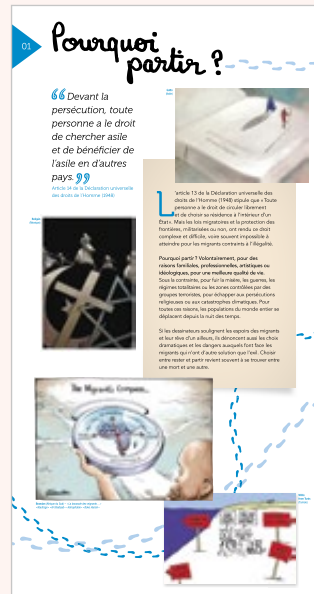 01
Pourquoi
partir ?
“ Devant la
persécution, toute
personne a le droit
de chercher asile
et de bénéficier de
l'asile en d'autres
pays. ”
Article 14 de la Déclaration universelle
des droits de l'Homme (1948)
L'article 13 de la Déclaration universelle des
droits de l'Homme (1948) stipule que « Toute
personne a le droit de circuler librement
et de choisir sa résidence à l'intérieur d'un
État ». Mais les lois migratoires et la protection des
frontières, militarisées ou non, ont rendu ce droit
complexe et difficile, voire souvent impossible à
atteindre pour les migrants contraints à l'illégalité.
Pourquoi partir ? Volontairement, pour des
raisons familiales, professionnelles, artistiques ou
idéologiques, pour une meilleure qualité de vie.
Sous la contrainte, pour fuir la misère, les guerres, les
régimes totalitaires ou les zones contrôlées par des
groupes terroristes, pour échapper aux persécutions
religieuses ou aux catastrophes climatiques. Pour
toutes ces raisons, les populations du monde entier se
déplacent depuis la nuit des temps.
Si les dessinateurs soulignent les espoirs des migrants
et leur rêve d'un ailleurs, ils dénoncent aussi les choix
dramatiques et les dangers auxquels font face les
migrants qui n'ont d'autre solution que l'exil. Choisir
entre rester et partir revient souvent à se trouver entre
une mort et une autre.
The Migrants Compass...